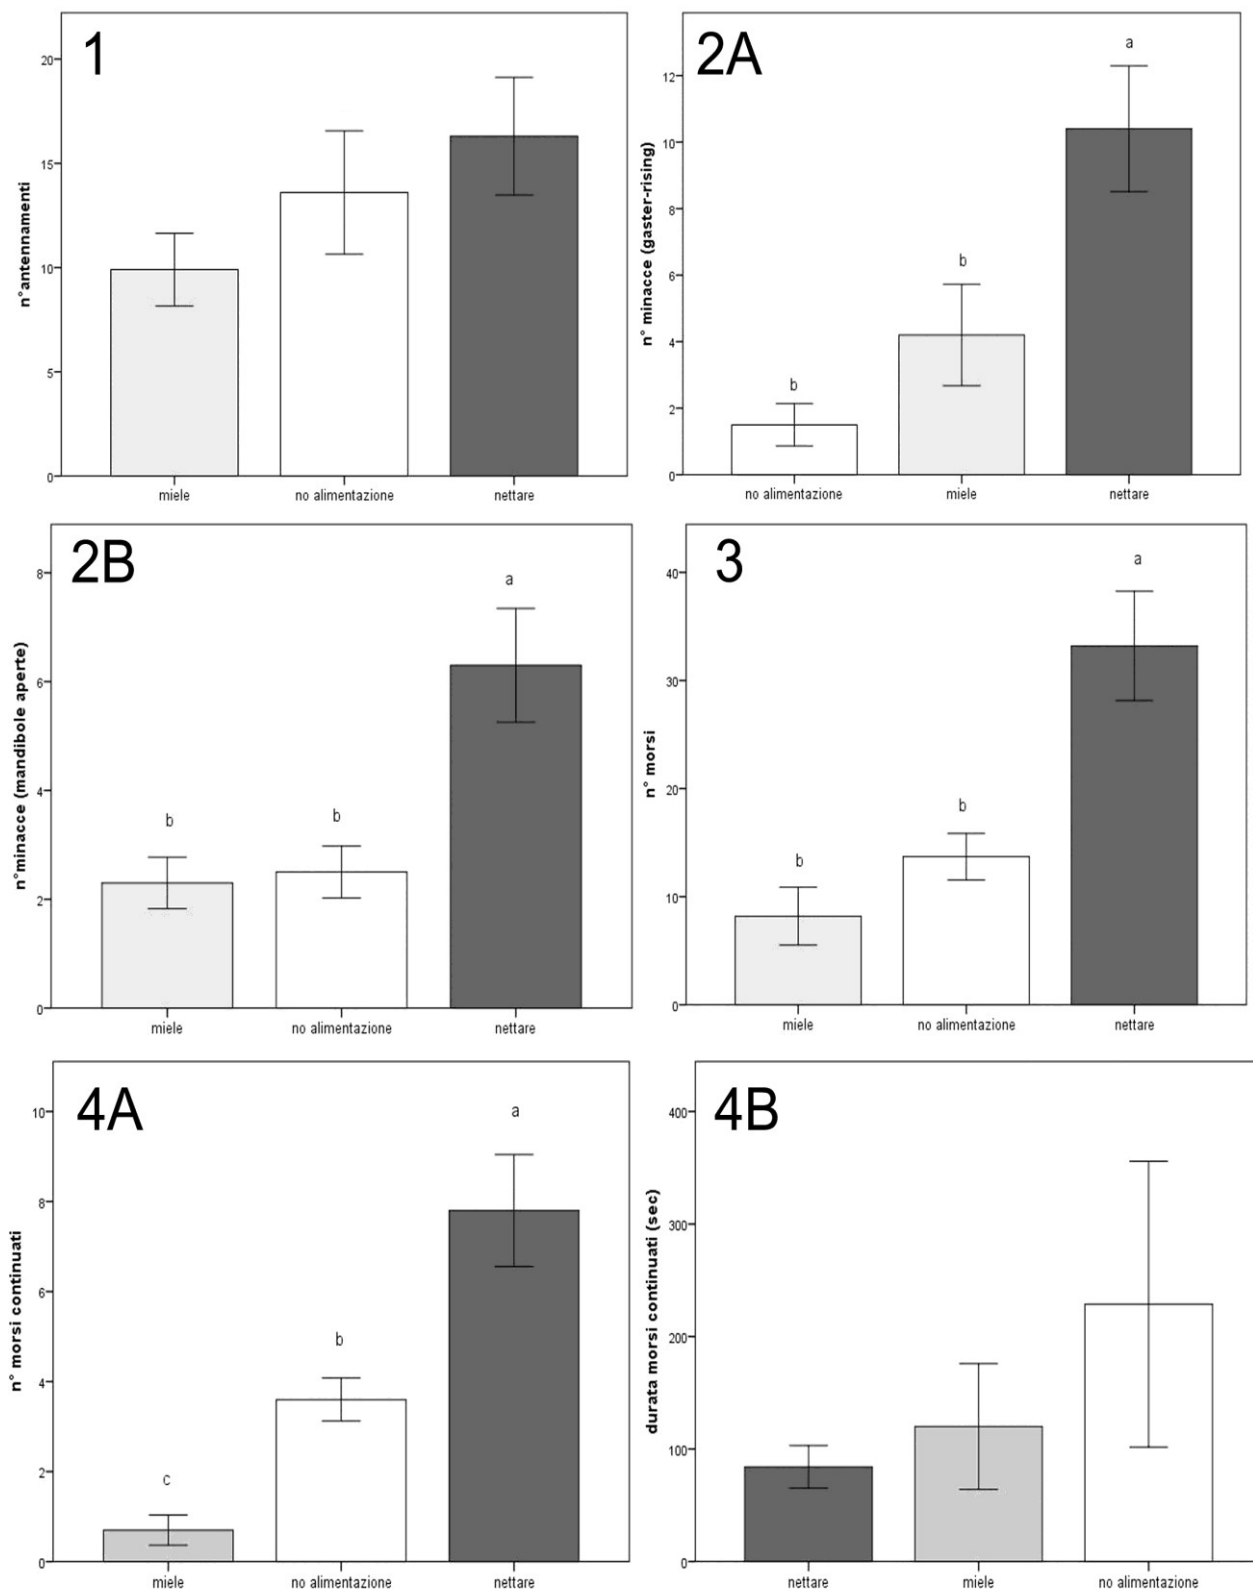 1
n°antennamenti
20
15
10
5
0
miele
no alimentazione
nettare
2A
n° minacce (gaster-rising)
12
10
8
6
4
2
0
b
b
a
no alimentazione
miele
nettare
2B
n°minacce (mandibole aperte)
8
6
4
2
0
b
b
a
miele
no alimentazione
nettare
3
n° morsi
40
30
20
10
0
b
b
a
miele
no alimentazione
nettare
4A
n° morsi continuati
10
8
6
4
2
0
c
b
a
miele
no alimentazione
nettare
4B
durata morsi continuati (sec)
400
300
200
100
0
nettare
miele
no alimentazione